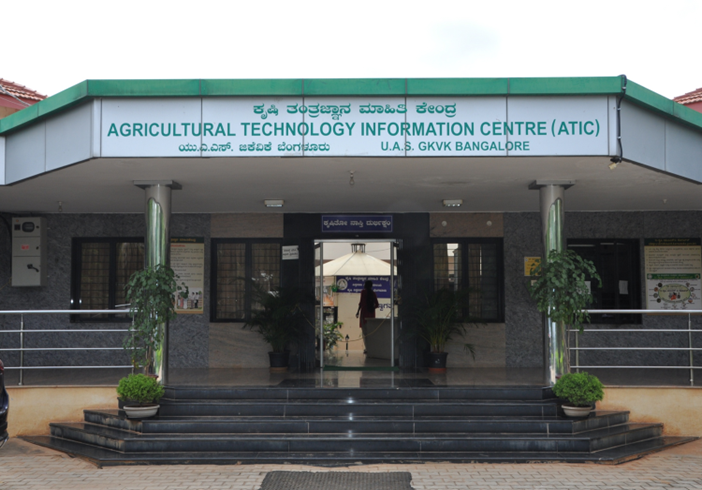 ಕೃಷಿ ತಂತ್ರಜ್ಞಾನ ಮಾಹಿತಿ ಕೇಂದ್ರ
AGRICULTURAL TECHNOLOGY INFORMATION CENTRE (ATIC)
ಯು.ಎ.ಎಸ್. ಜಿಕೆವಿಕೆ ಬೆಂಗಳೂರು U.A.S. GKVK BANGALORE
ಕೃಷಿತೋ ನಾಸ್ತಿ ದುರ್ಭಿಕ್ಷಂ